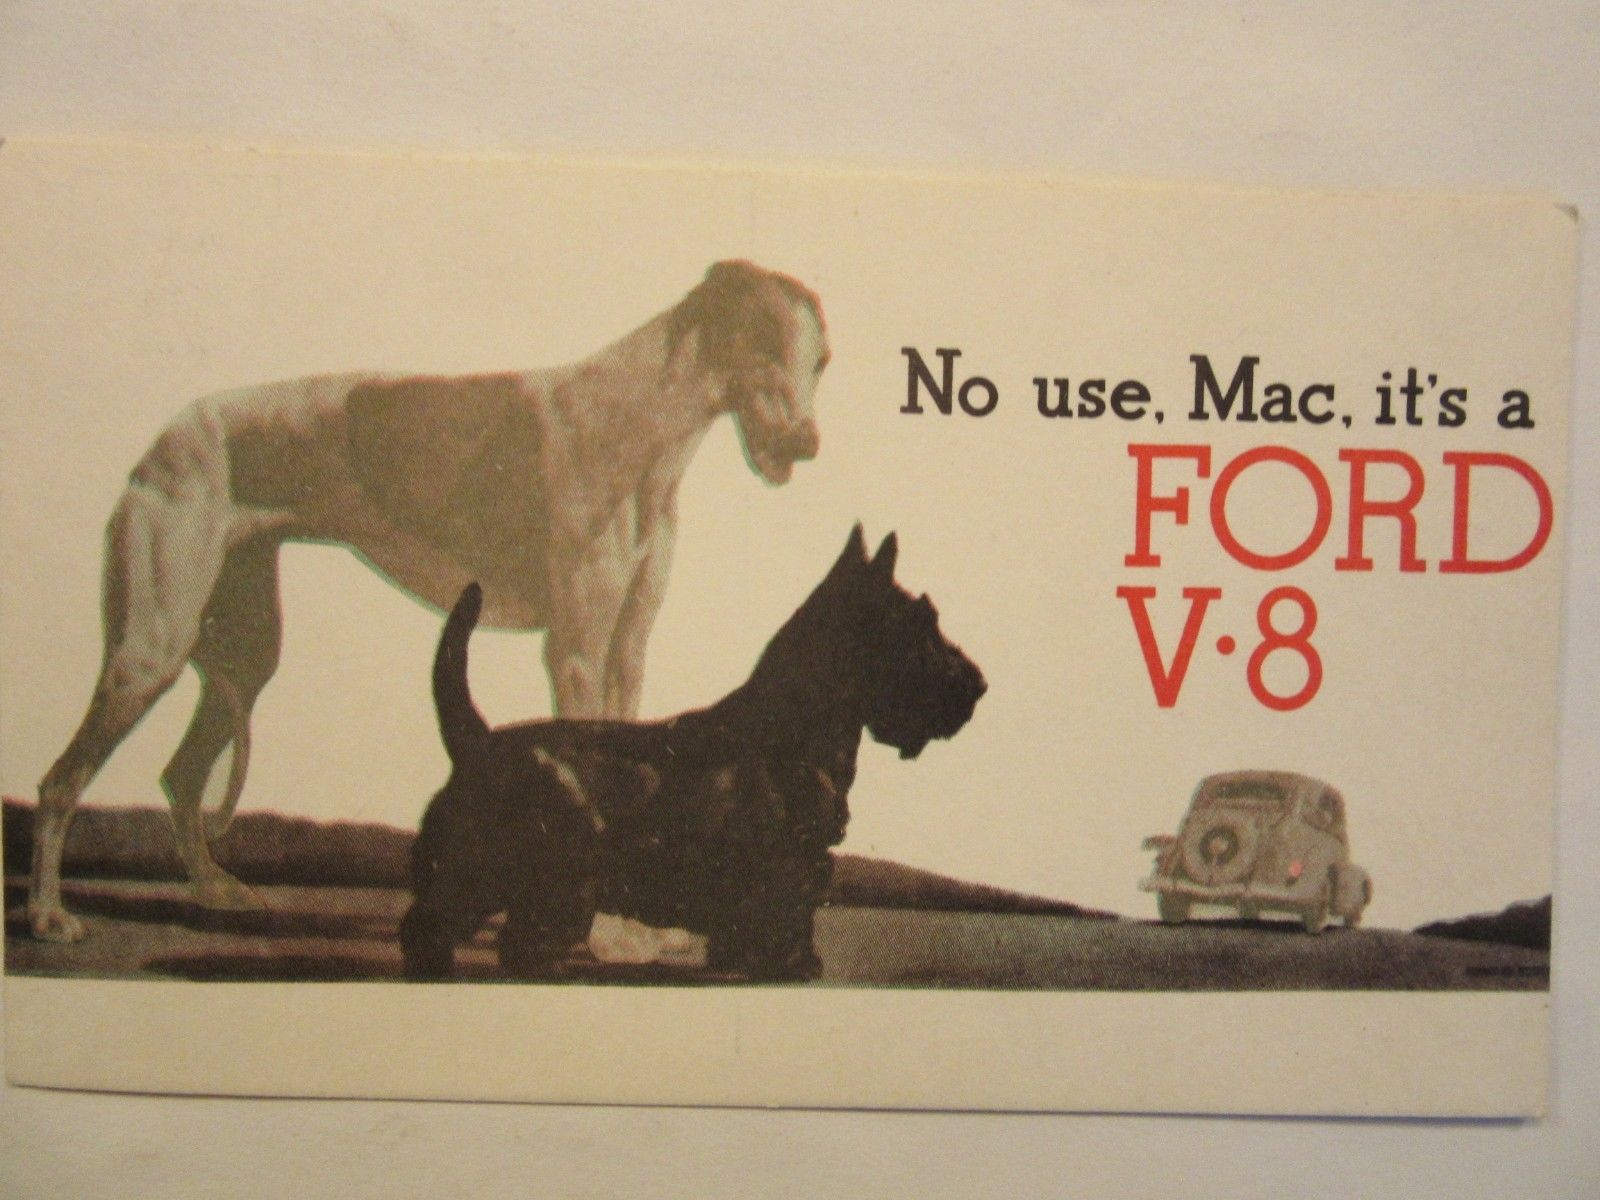 No use, Mac, it's a
FORD
V·8